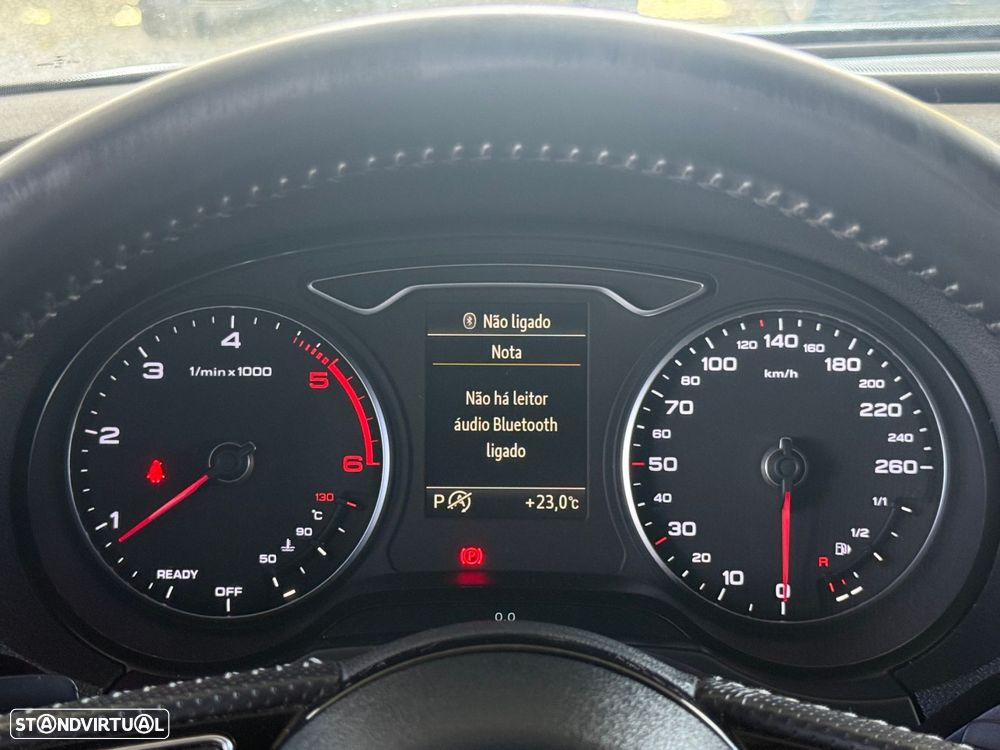 Não ligado
Nota
Não há leitor
áudio Bluetooth
ligado
P A +23,0°C
1/min x 1000
OFF
READY
1
2
3
4
5
6
50
90
130
°C
P
0.0
km/h
0
10
20
30
40
50
60
70
80
100
120
140
160
180
200
220
240
260
1/1
1/2
R
STANDVIRTUAL